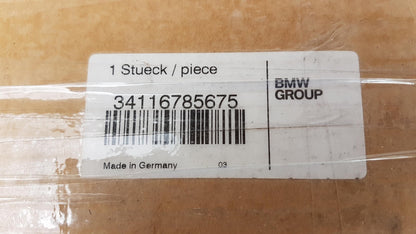 1 Stueck / piece
34116785675
Made in Germany 03
BMW
GROUP